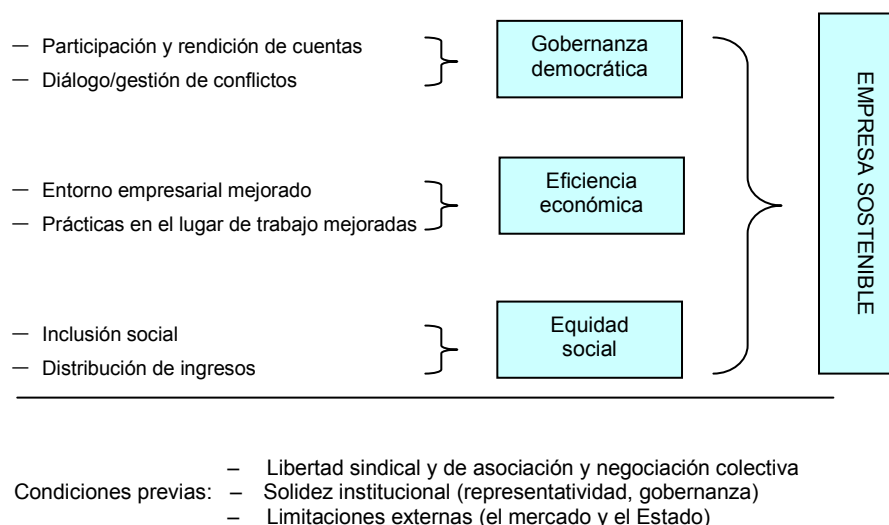 — Participación y rendición de cuentas
— Diálogo/gestión de conflictos
Gobernanza
democrática
— Entorno empresarial mejorado
— Prácticas en el lugar de trabajo mejoradas
Eficiencia
económica
— Inclusión social
— Distribución de ingresos
Equidad
social
EMPRESA SOSTENIBLE
– Libertad sindical y de asociación y negociación colectiva
Condiciones previas: – Solidez institucional (representatividad, gobernanza)
– Limitaciones externas (el mercado y el Estado)